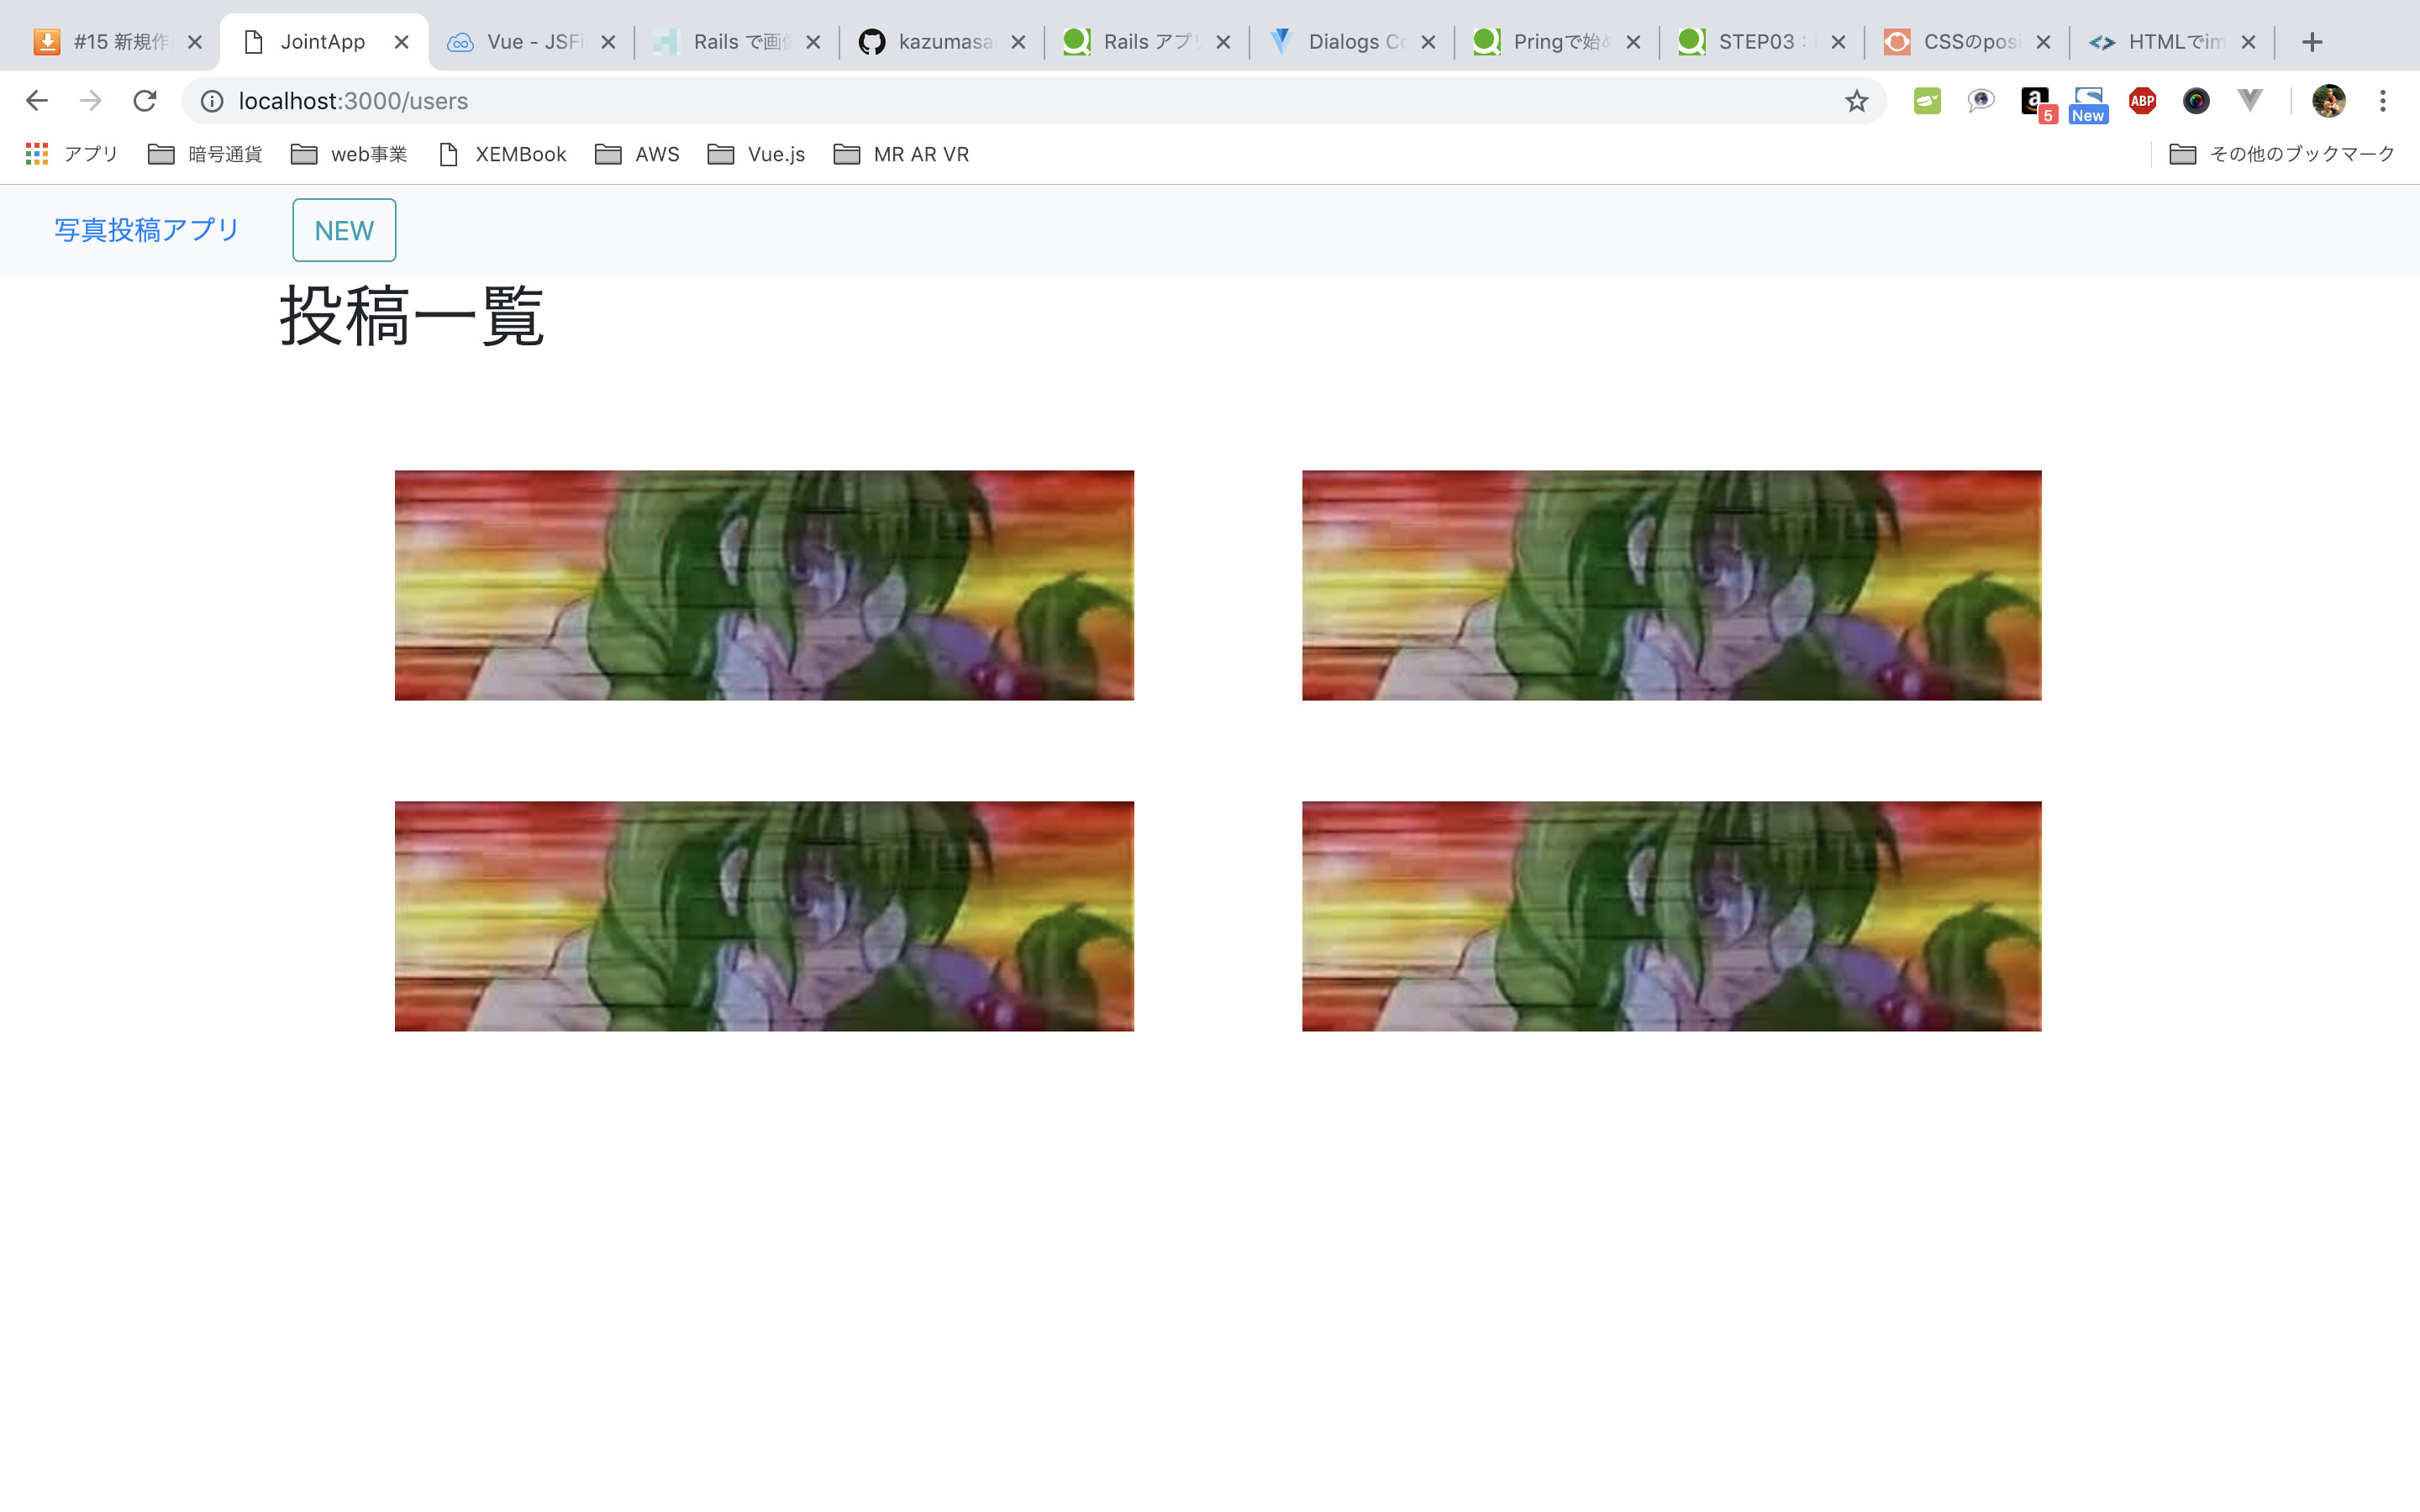 #15 新規作
JointApp
Vue - JSFi
Rails で画像
kazumasa
Rails アプリ
Dialogs Co
Pringで始め
STEP03：
CSSのposi
HTMLでim
localhost:3000/users
5
New
ABP
アプリ
暗号通貨
web事業
XEMBook
AWS
Vue.js
MR AR VR
その他のブックマーク
写真投稿アプリ
NEW
投稿一覧